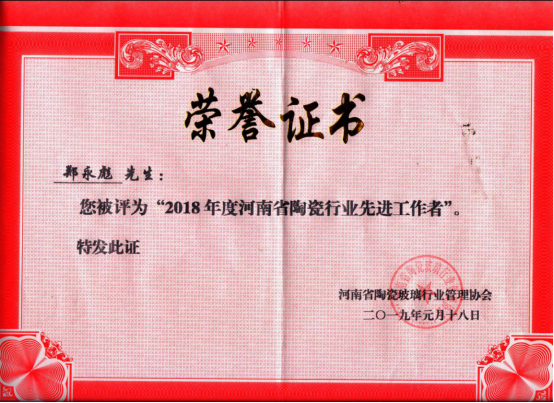 荣誉证书
郑永彪 先生：
您被评为“2018年度河南省陶瓷行业先进工作者”。
特发此证
河南省陶瓷玻璃行业管理协会
二〇一九年元月十八日